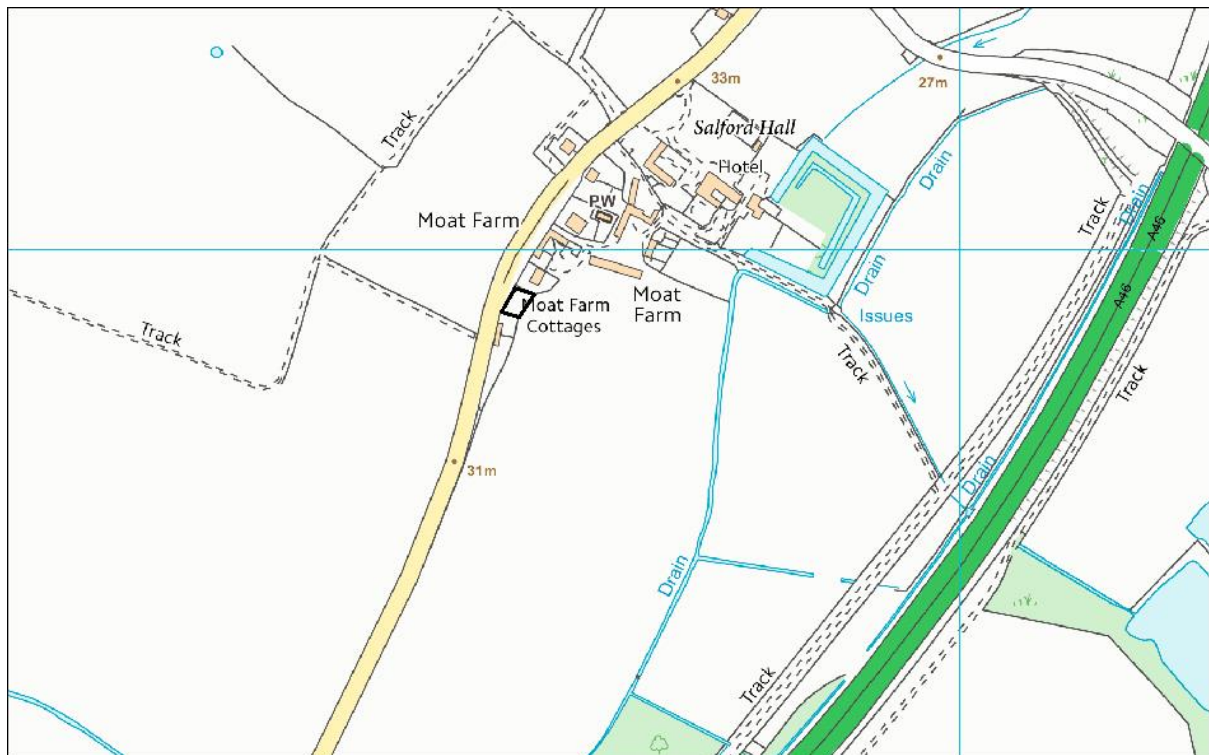 33m
27m
Track
Salford Hall
Hotel
Drain
Drain
Track
PW
A46
Moat Farm
Drain
A46
Moat Farm
Cottages
Moat
Farm
Issues
Track
Track
Track
31m
Drain
Drain
Track